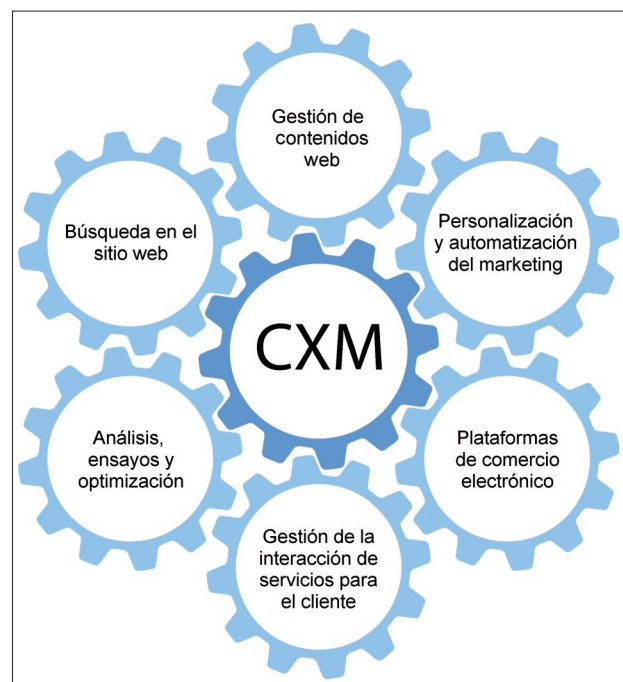 Gestión de
contenidos
web
Búsqueda en el
sitio web
Personalización
y automatización
del marketing
CXM
Análisis,
ensayos y
optimización
Plataformas
de comercio
electrónico
Gestión de la
interacción de
servicios para
el cliente